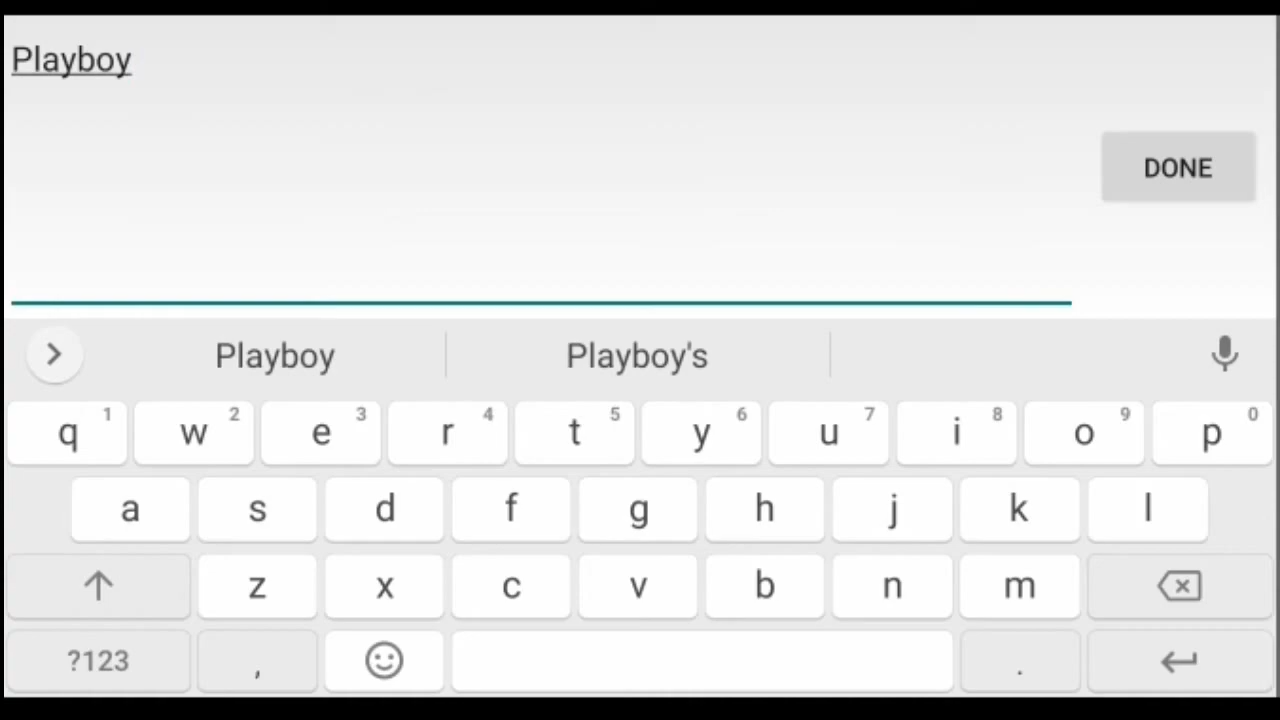 Playboy
DONE
Playboy Playboy's
q 1 w 2 e 3 r 4 t 5 y 6 u 7 i 8 o 9 p 0
a s d f g h j k l
z x c v b n m
?123 , .